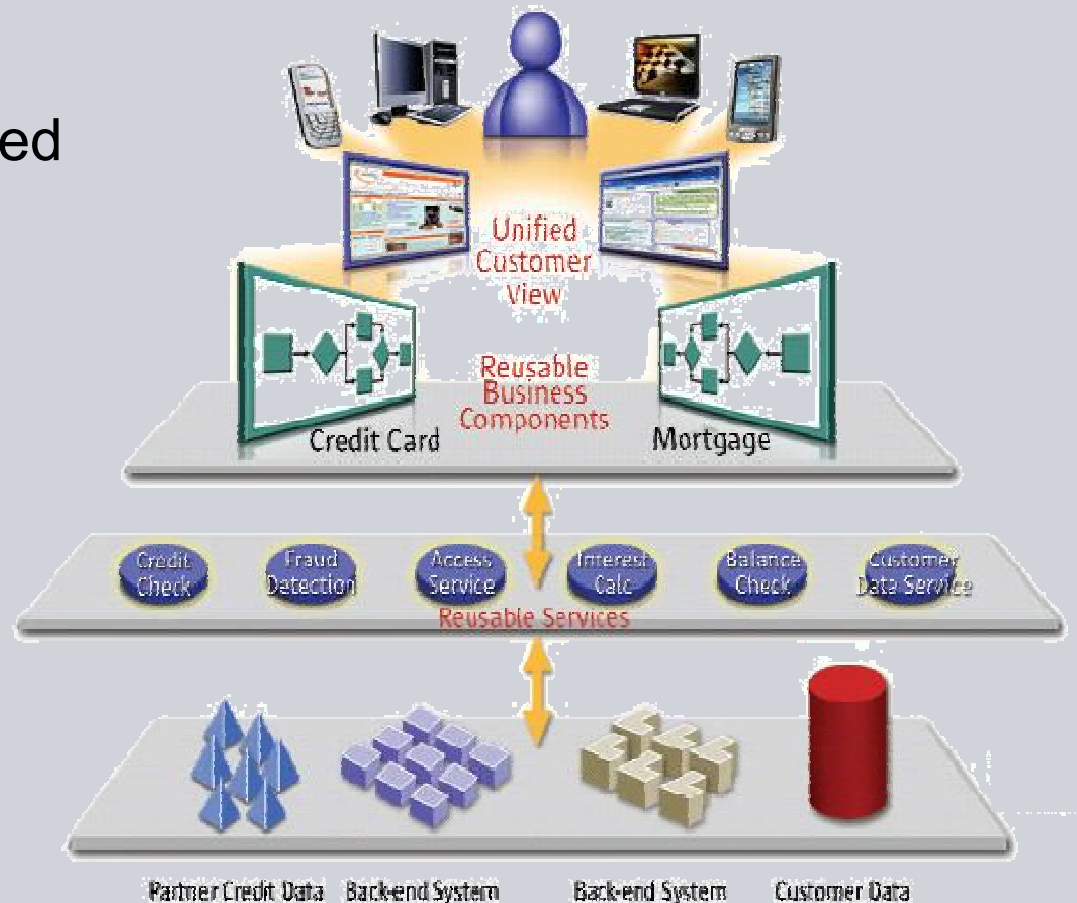 ed
Unified
Customer
View
Reusable
Business
Components
Credit Card
Mortgage
Credit
Check
Fraud
Detection
Access
Service
Interest
Calc
Balance
Check
Customer
Data Service
Reusable Services
Partner Credit Data
Back-end System
Back-end System
Customer Data